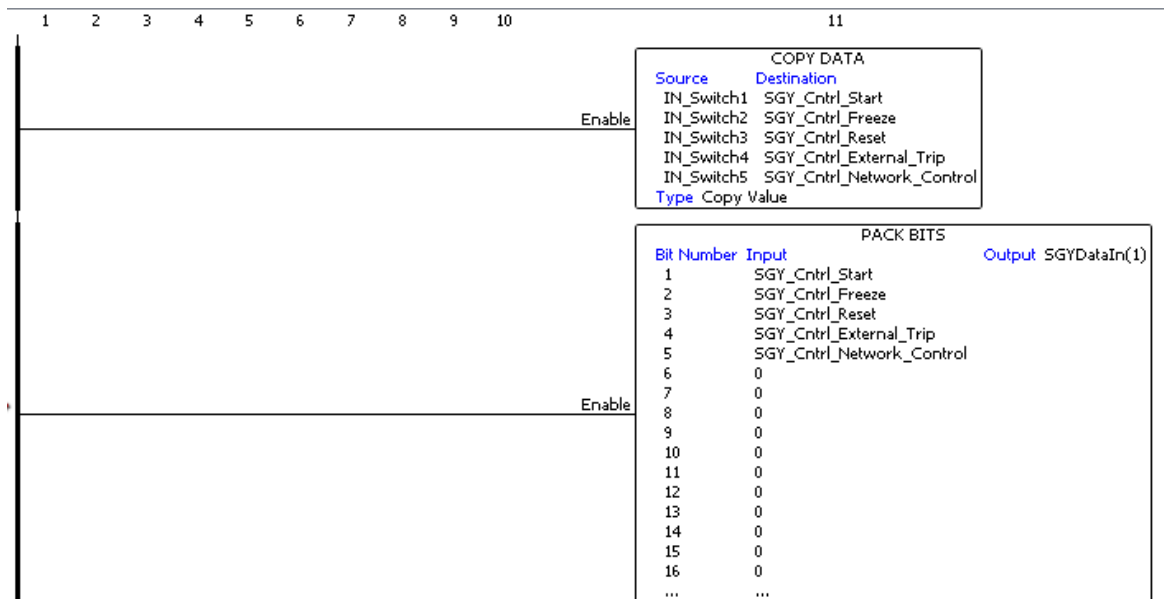 1 2 3 4 5 6 7 8 9 10 11
COPY DATA
Source Destination
IN_Switch1 SGY_Cntrl_Start
Enable IN_Switch2 SGY_Cntrl_Freeze
IN_Switch3 SGY_Cntrl_Reset
IN_Switch4 SGY_Cntrl_External_Trip
IN_Switch5 SGY_Cntrl_Network_Control
Type Copy Value
PACK BITS
Bit Number Input Output SGYDataIn(1)
1 SGY_Cntrl_Start
2 SGY_Cntrl_Freeze
3 SGY_Cntrl_Reset
4 SGY_Cntrl_External_Trip
5 SGY_Cntrl_Network_Control
6 0
7 0
Enable 8 0
9 0
10 0
11 0
12 0
13 0
14 0
15 0
16 0
... ...